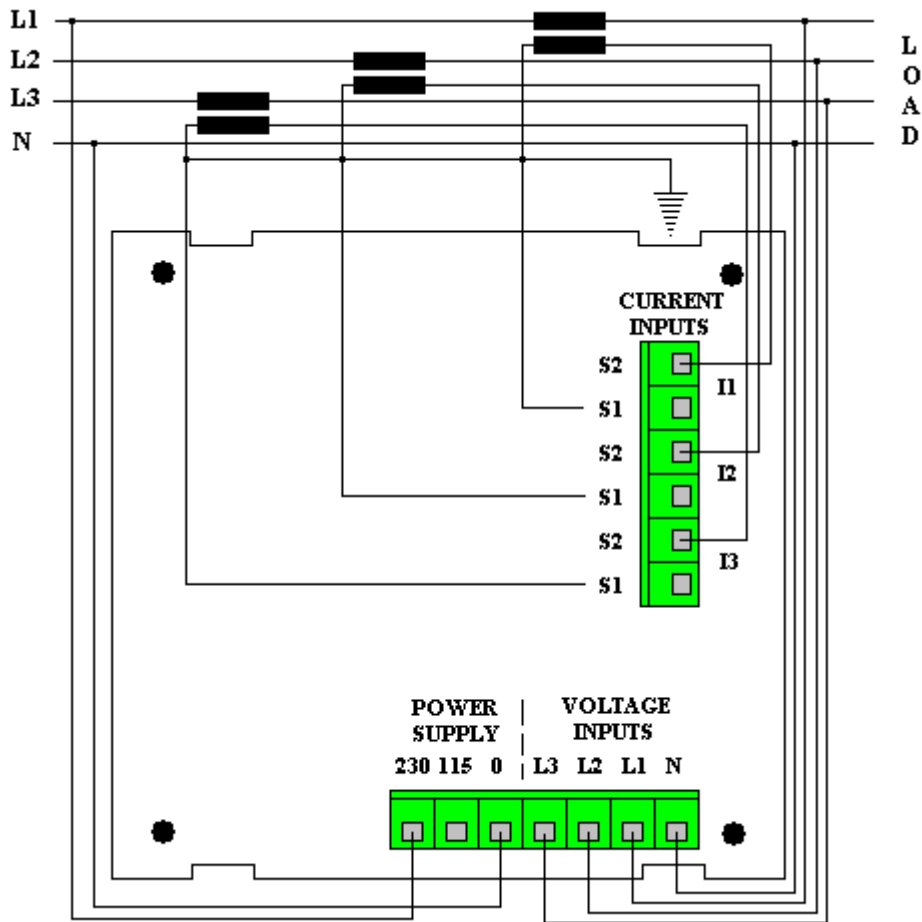 L1
L2
L3
N
L
O
A
D
CURRENT
INPUTS
S2
I1
S1
S2
I2
S1
S2
I3
S1
POWER
SUPPLY
VOLTAGE
INPUTS
230 115 0 L3 L2 L1 N